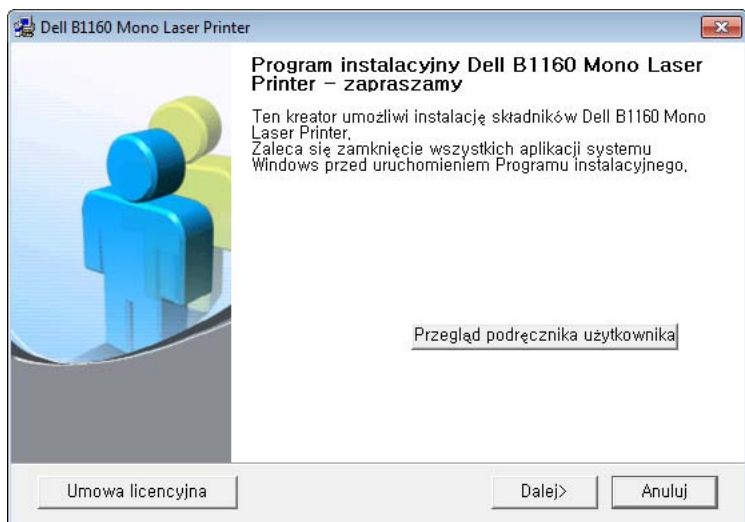 Dell B1160 Mono Laser Printer
Program instalacyjny Dell B1160 Mono Laser
Printer – zapraszamy
Ten kreator umożliwi instalację składników Dell B1160 Mono
Laser Printer.
Zaleca się zamknięcie wszystkich aplikacji systemu
Windows przed uruchomieniem Programu instalacyjnego.
Przegląd podręcznika użytkownika
Umowa licencyjna
Dalej>
Anuluj